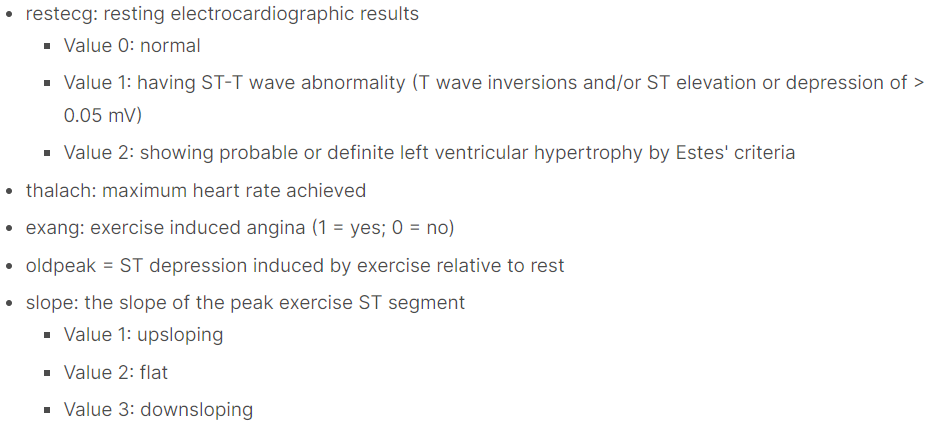 • restecg: resting electrocardiographic results
▪ Value 0: normal
▪ Value 1: having ST-T wave abnormality (T wave inversions and/or ST elevation or depression of >
0.05 mV)
▪ Value 2: showing probable or definite left ventricular hypertrophy by Estes' criteria
• thalach: maximum heart rate achieved
• exang: exercise induced angina (1 = yes; 0 = no)
• oldpeak = ST depression induced by exercise relative to rest
• slope: the slope of the peak exercise ST segment
▪ Value 1: upsloping
▪ Value 2: flat
▪ Value 3: downsloping